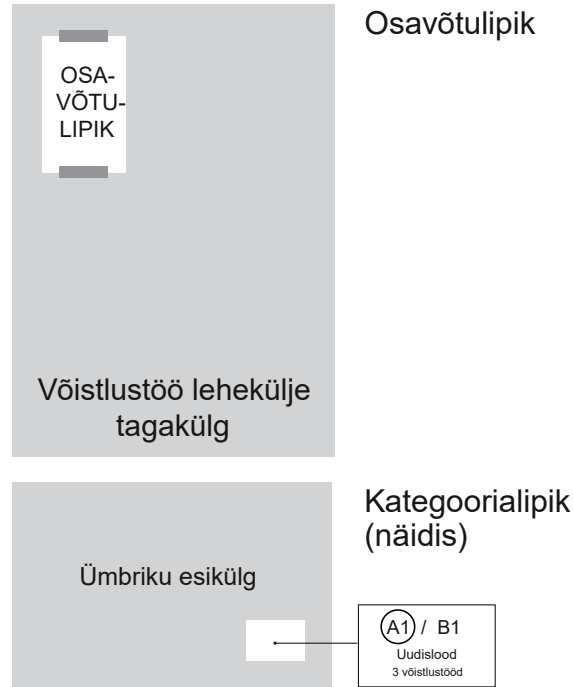 Osavõtulipik
OSA-
VÕTU-
LIPIK
Võistlustöö lehekülje
tagakülg
Kategoorialipik
(näidis)
Ümbriku esikülg
A1 / B1
Uudislood
3 võistlustööd